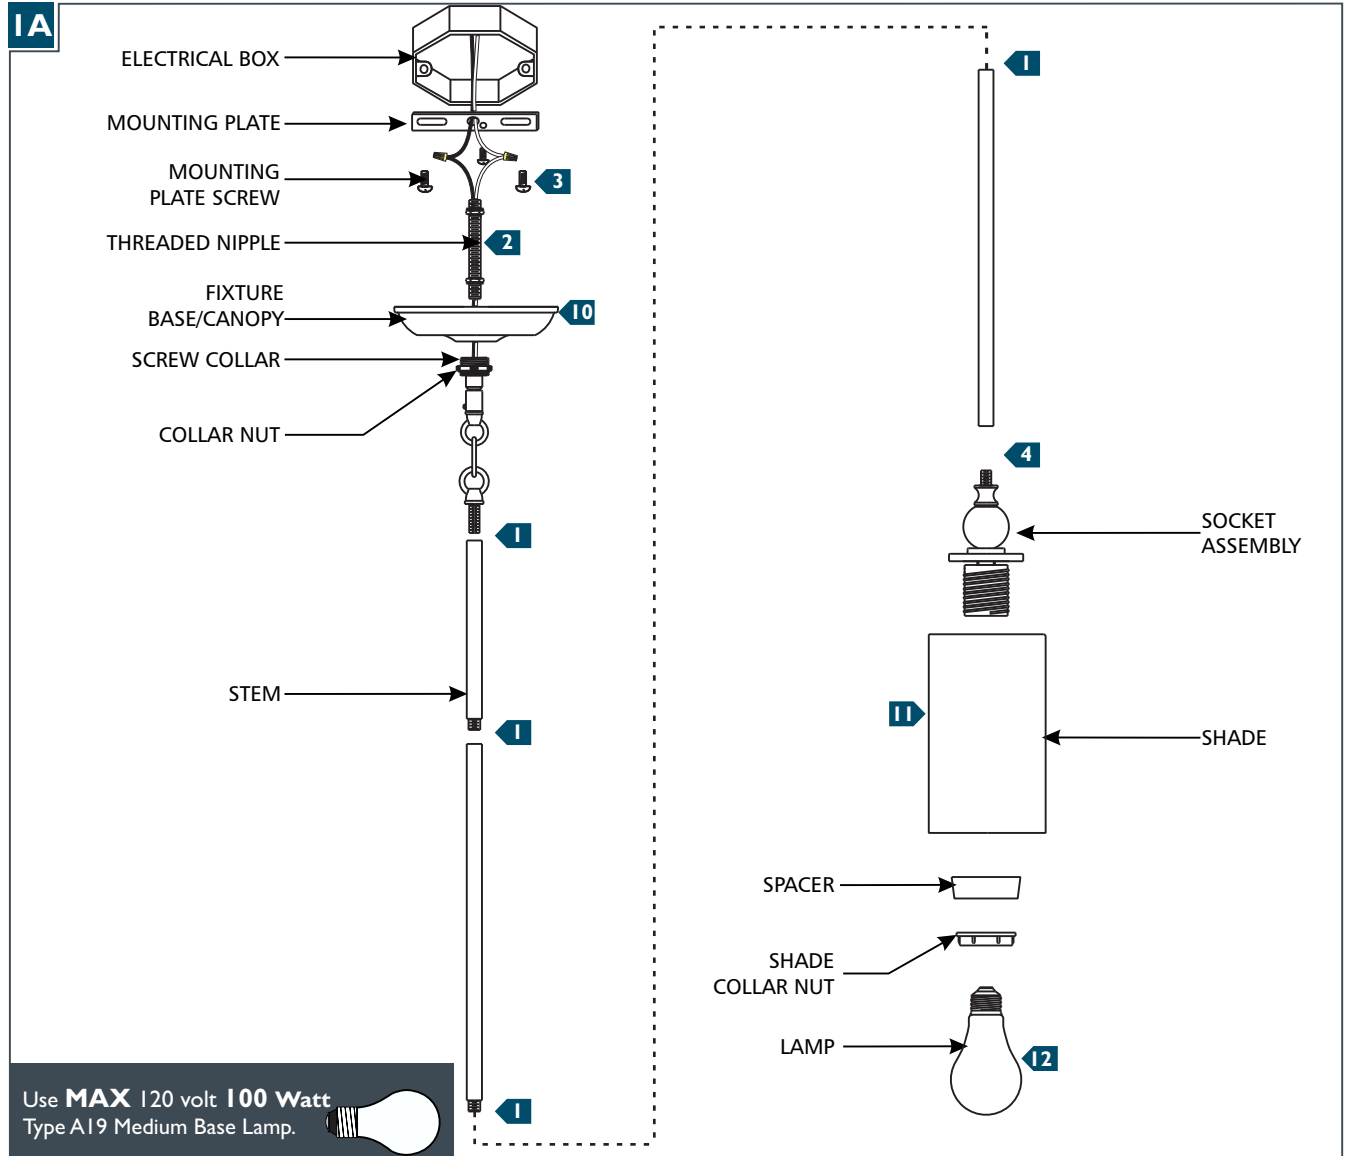 1A
ELECTRICAL BOX
MOUNTING PLATE
MOUNTING
PLATE SCREW
3
THREADED NIPPLE
2
FIXTURE
BASE/CANOPY
10
SCREW COLLAR
COLLAR NUT
1
STEM
1
1
Use MAX 120 volt 100 Watt
Type A19 Medium Base Lamp.
1
4
SOCKET
ASSEMBLY
11
SHADE
SPACER
SHADE
COLLAR NUT
LAMP
12